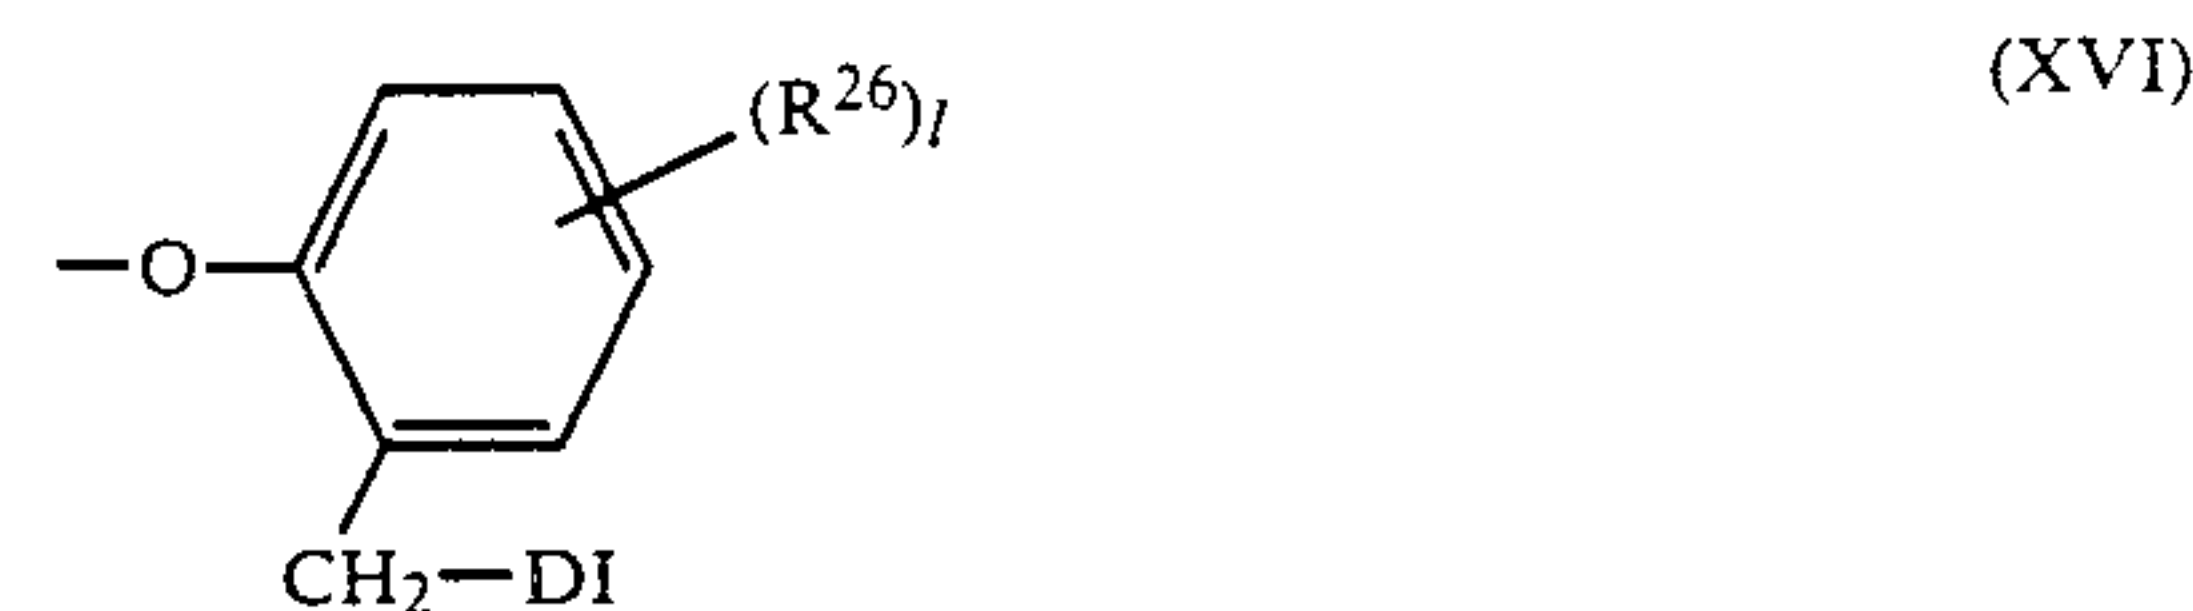 (XVI)
(R²⁶)l
—O
CH₂—DI